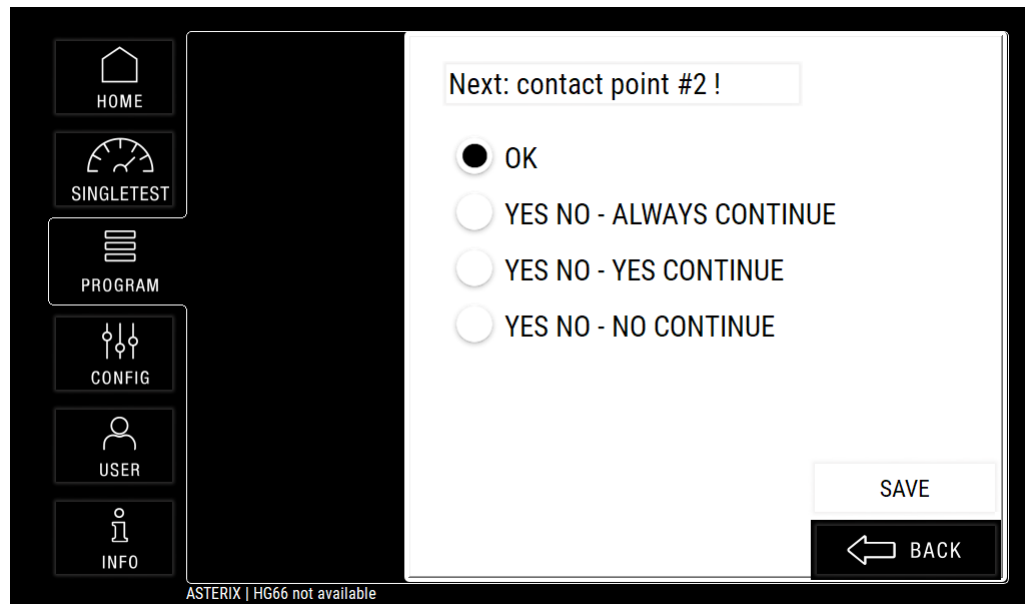 HOME
SINGLETEST
PROGRAM
CONFIG
USER
INFO
Next: contact point #2 !
OK
YES NO - ALWAYS CONTINUE
YES NO - YES CONTINUE
YES NO - NO CONTINUE
SAVE
BACK
ASTERIX | HG66 not available